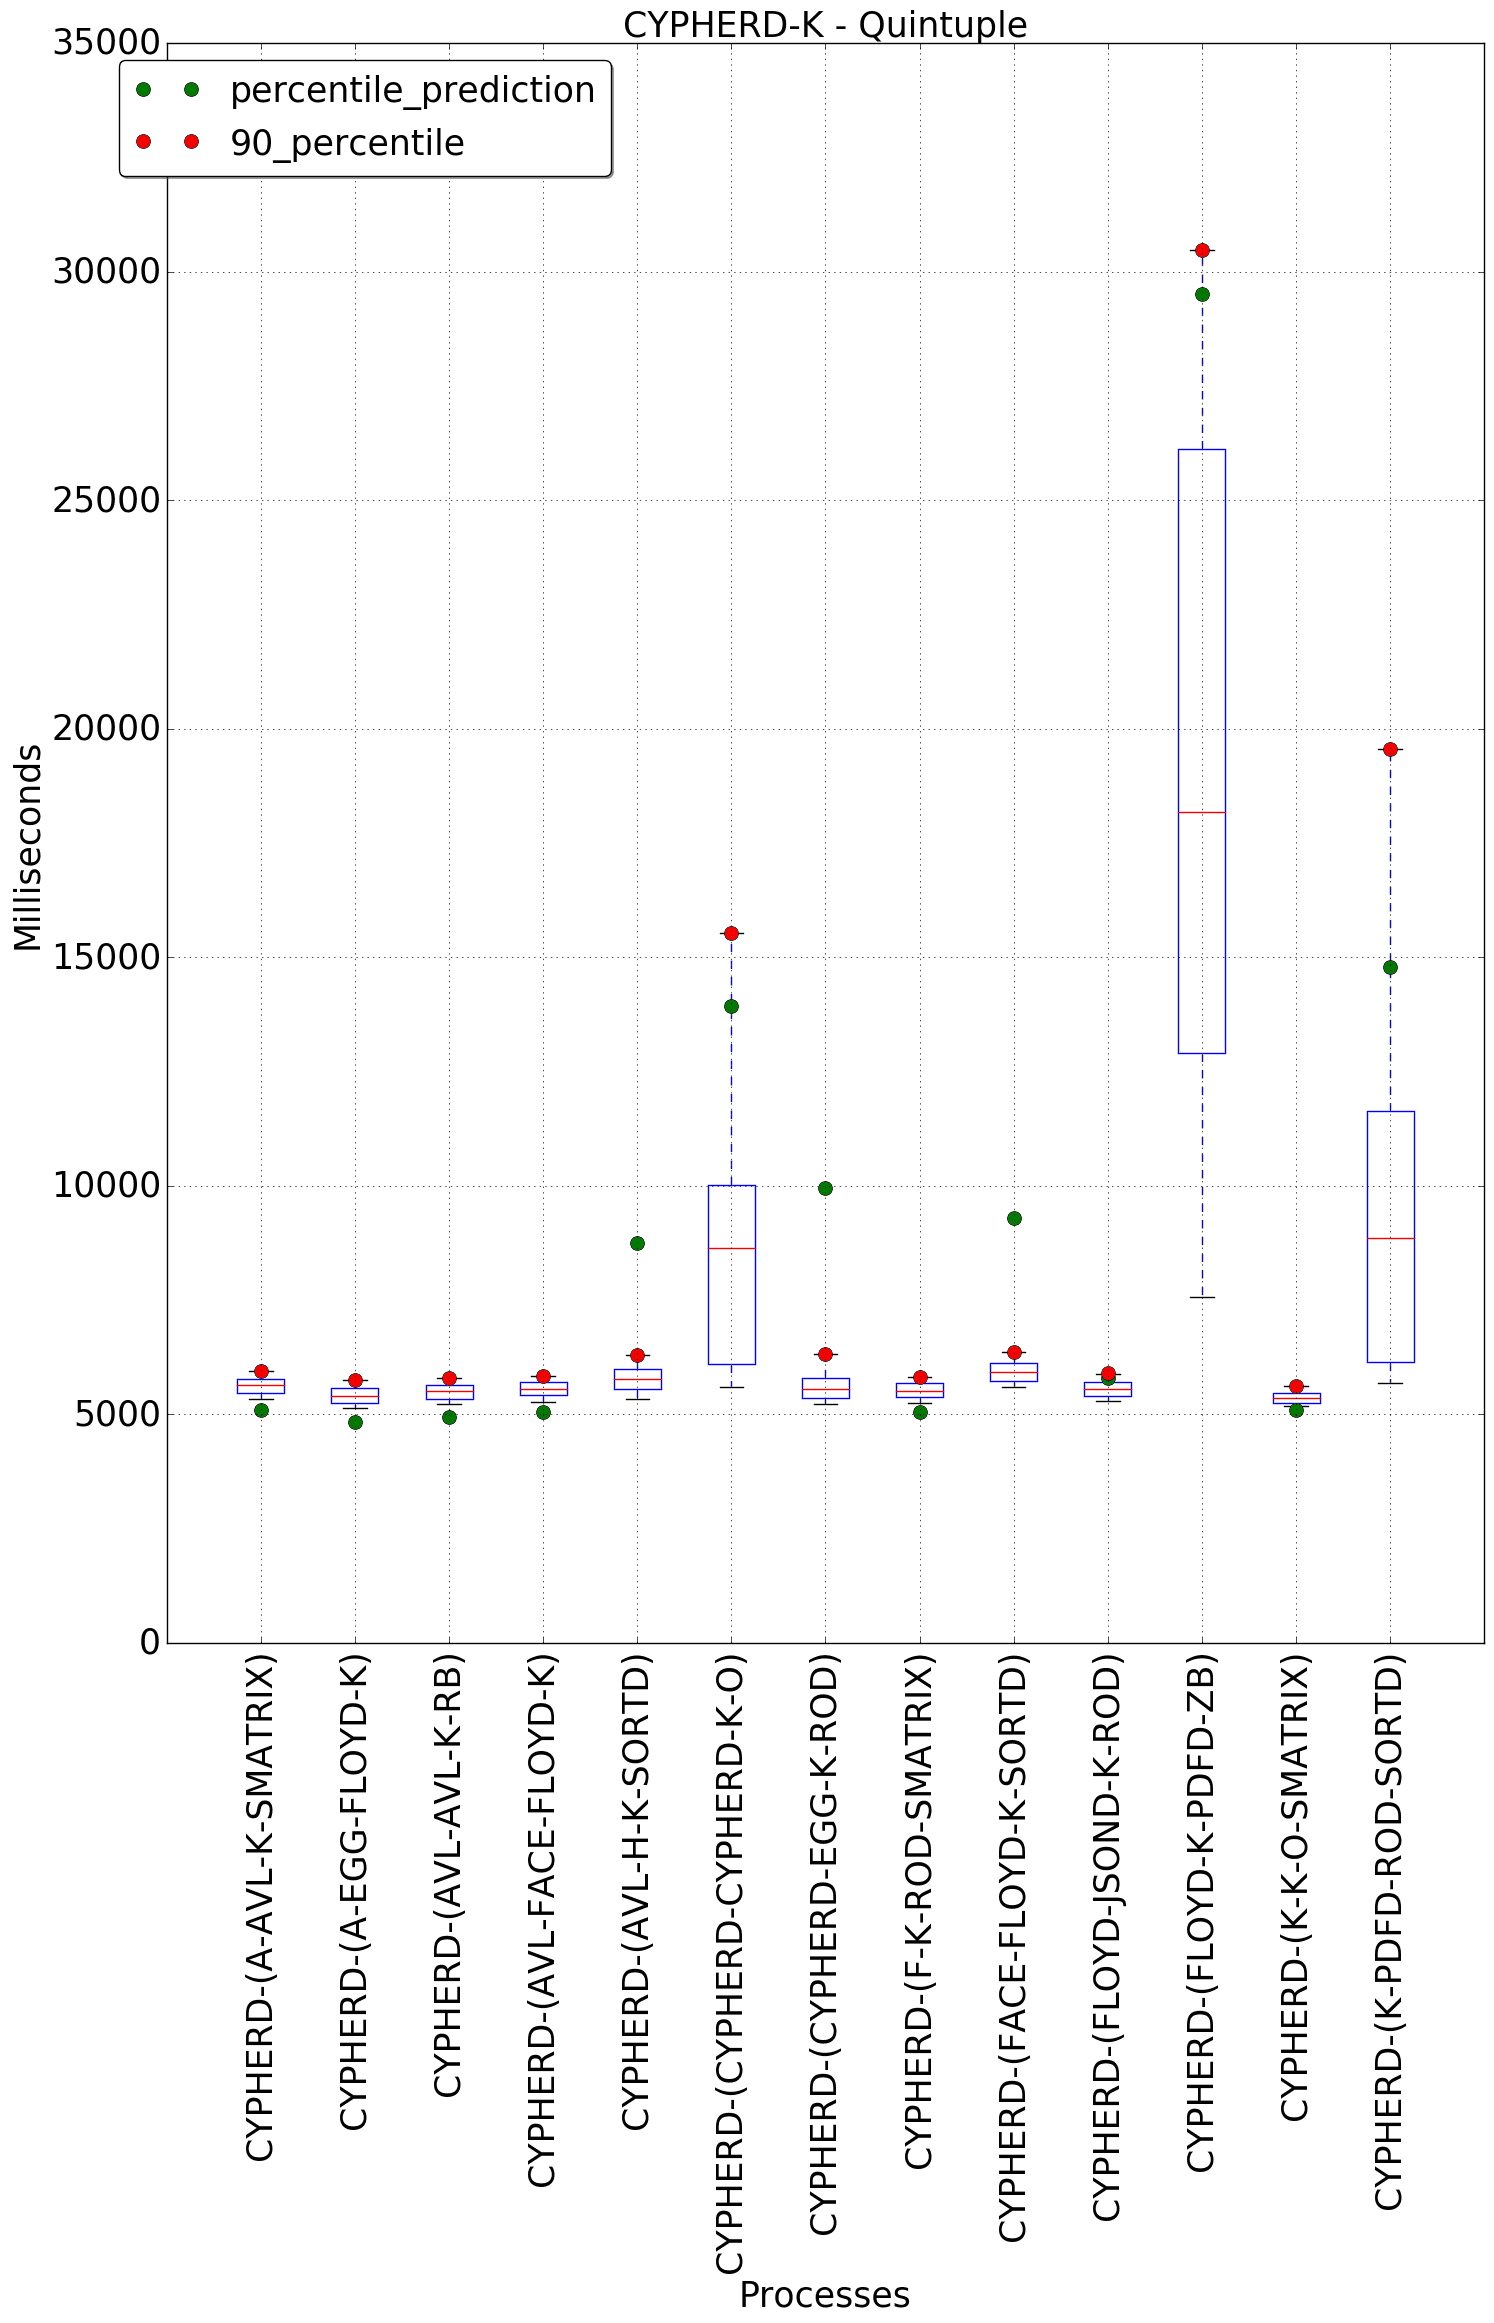 CYPHERD-K - Quintuple
percentile_prediction
90_percentile
35000
30000
25000
20000
15000
10000
5000
0
Milliseconds
CYPHERD-(A-AVL-K-SMATRIX)
CYPHERD-(A-EGG-FLOYD-K)
CYPHERD-(AVL-AVL-K-RB)
CYPHERD-(AVL-FACE-FLOYD-K)
CYPHERD-(AVL-H-K-SORTD)
CYPHERD-(CYPHERD-CYPHERD-K-O)
CYPHERD-(CYPHERD-EGG-K-ROD)
CYPHERD-(F-K-ROD-SMATRIX)
CYPHERD-(FACE-FLOYD-K-SORTD)
CYPHERD-(FLOYD-JSOND-K-ROD)
CYPHERD-(FLOYD-K-PDFD-ZB)
CYPHERD-(K-K-O-SMATRIX)
CYPHERD-(K-PDFD-ROD-SORTD)
Processes